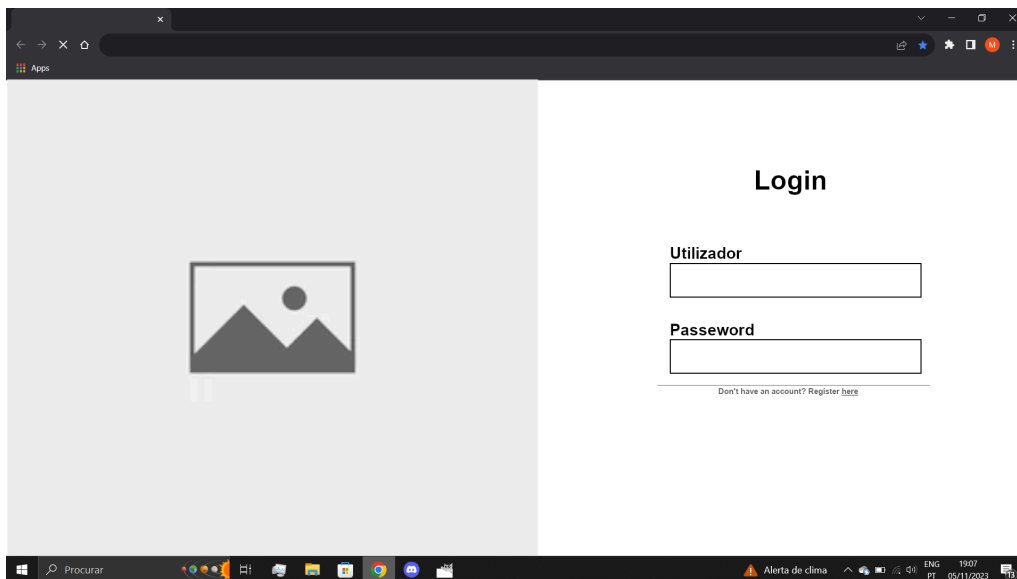 M
Apps
Login
Utilizador
Passeword
Don't have an account? Register here
Procurar
Alerta de clima
ENG
PT
19:07
05/11/2023
13